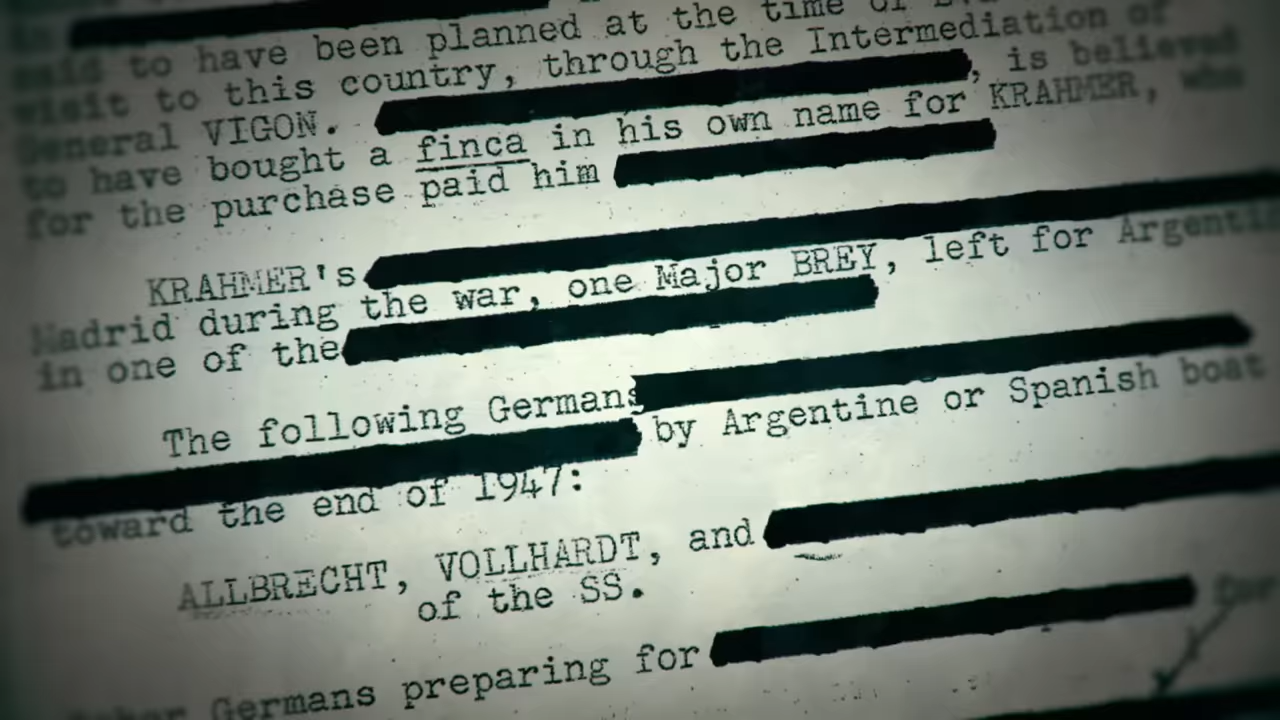 said to have been planned at the time of
visit to this country, through the Intermediation of
General VIGON. , is believed
to have bought a finca in his own name for KRAHMER, who
for the purchase paid him
KRAHMER's
Madrid during the war, one Major BREY, left for Argentin
in one of the
The following Germans
by Argentine or Spanish boat
toward the end of 1947:
ALLBRECHT, VOLLHARDT, and
of the SS.
Germans preparing for for